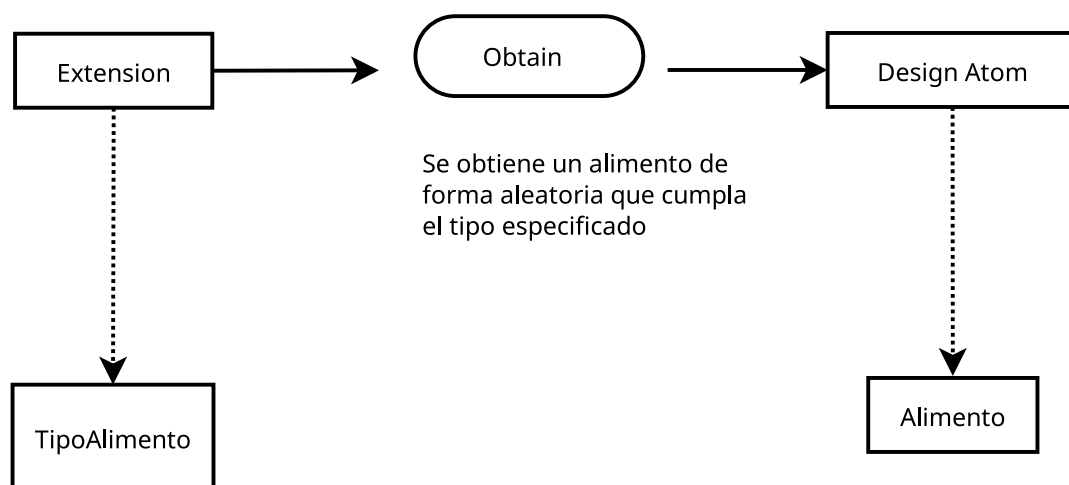 Extension
Obtain
Design Atom
Se obtiene un alimento de
forma aleatoria que cumpla
el tipo especificado
TipoAlimento
Alimento